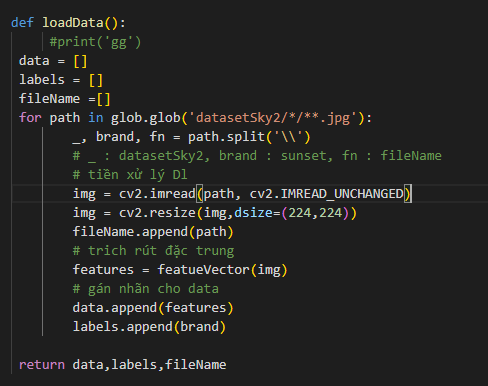 def loadData():
#print('gg')
data = []
labels = []
fileName =[]
for path in glob.glob('datasetSky2/*/**.jpg'):
_, brand, fn = path.split('\\')
# _ : datasetSky2, brand : sunset, fn : fileName
# tiền xử lý Dl
img = cv2.imread(path, cv2.IMREAD_UNCHANGED)
img = cv2.resize(img,dsize=(224,224))
fileName.append(path)
# trich rút đặc trung
features = featueVector(img)
# gán nhãn cho data
data.append(features)
labels.append(brand)
return data,labels,fileName